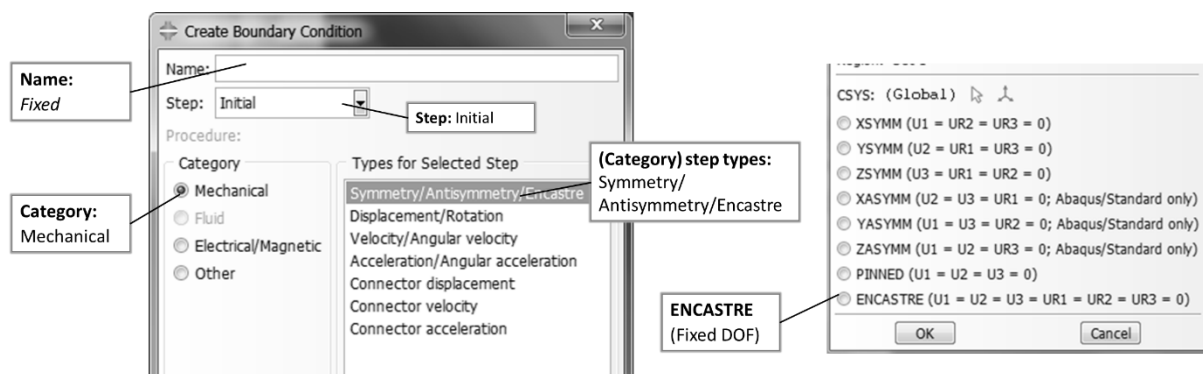 Create Boundary Condition
Name:
Name:
Fixed
Step: Initial
Step: Initial
Procedure:
Category
Types for Selected Step
Mechanical
Fluid
Electrical/Magnetic
Other
Category:
Mechanical
Symmetry/Antisymmetry/Encastre
Displacement/Rotation
Velocity/Angular velocity
Acceleration/Angular acceleration
Connector displacement
Connector velocity
Connector acceleration
(Category) step types:
Symmetry/
Antisymmetry/Encastre
CSYS: (Global)
XSYMM (U1 = UR2 = UR3 = 0)
YSYMM (U2 = UR1 = UR3 = 0)
ZSYMM (U3 = UR1 = UR2 = 0)
XASYMM (U2 = U3 = UR1 = 0; Abaqus/Standard only)
YASYMM (U1 = U3 = UR2 = 0; Abaqus/Standard only)
ZASYMM (U1 = U2 = UR3 = 0; Abaqus/Standard only)
PINNED (U1 = U2 = U3 = 0)
ENCASTRE (U1 = U2 = U3 = UR1 = UR2 = UR3 = 0)
ENCASTRE
(Fixed DOF)
OK
Cancel